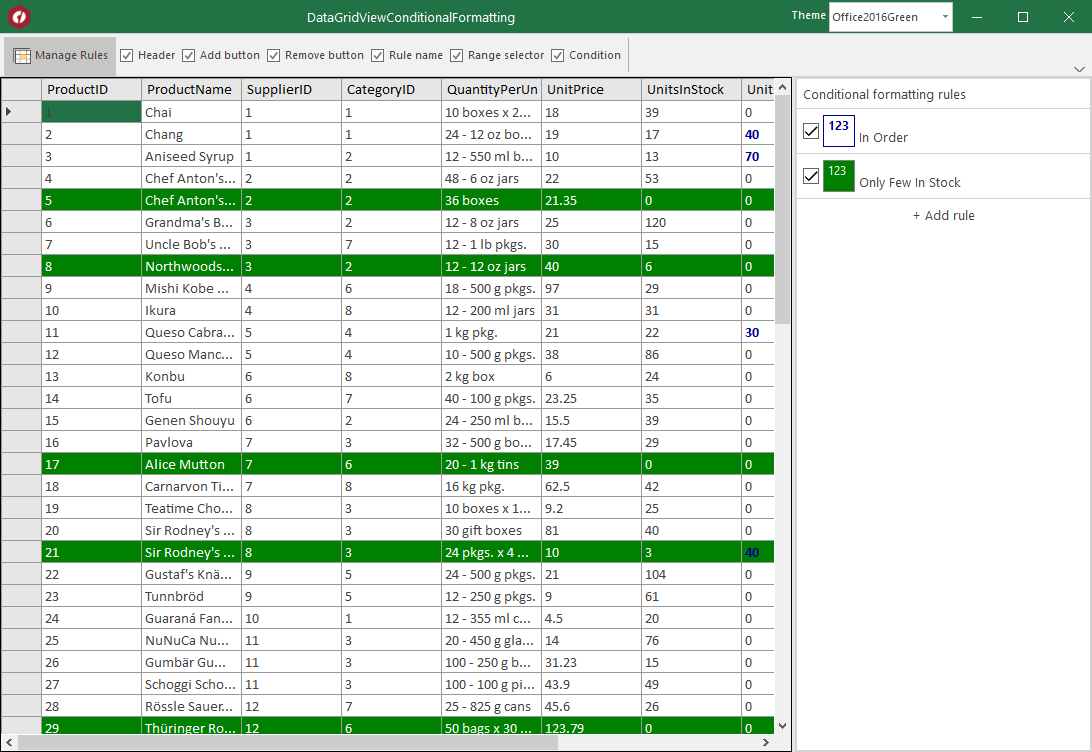 DataGridViewConditionalFormatting
Theme Office2016Green
Manage Rules Header Add button Remove button Rule name Range selector Condition
ProductID ProductName SupplierID CategoryID QuantityPerUn UnitPrice UnitsInStock Unit
1 Chai 1 1 10 boxes x 2... 18 39 0
2 Chang 1 1 24 - 12 oz bo... 19 17 40
3 Aniseed Syrup 1 2 12 - 550 ml b... 10 13 70
4 Chef Anton's... 2 2 48 - 6 oz jars 22 53 0
5 Chef Anton's... 2 2 36 boxes 21.35 0 0
6 Grandma's B... 3 2 12 - 8 oz jars 25 120 0
7 Uncle Bob's ... 3 7 12 - 1 lb pkgs. 30 15 0
8 Northwoods... 3 2 12 - 12 oz jars 40 6 0
9 Mishi Kobe ... 4 6 18 - 500 g pkgs. 97 29 0
10 Ikura 4 8 12 - 200 ml jars 31 31 0
11 Queso Cabra... 5 4 1 kg pkg. 21 22 30
12 Queso Manc... 5 4 10 - 500 g pkgs. 38 86 0
13 Konbu 6 8 2 kg box 6 24 0
14 Tofu 6 7 40 - 100 g pkgs. 23.25 35 0
15 Genen Shouyu 6 2 24 - 250 ml b... 15.5 39 0
16 Pavlova 7 3 32 - 500 g bo... 17.45 29 0
17 Alice Mutton 7 6 20 - 1 kg tins 39 0 0
18 Carnarvon Ti... 7 8 16 kg pkg. 62.5 42 0
19 Teatime Cho... 8 3 10 boxes x 1... 9.2 25 0
20 Sir Rodney's ... 8 3 30 gift boxes 81 40 0
21 Sir Rodney's ... 8 3 24 pkgs. x 4 ... 10 3 40
22 Gustaf's Knä... 9 5 24 - 500 g pkgs. 21 104 0
23 Tunnbröd 9 5 12 - 250 g pkgs. 9 61 0
24 Guaraná Fan... 10 1 12 - 355 ml c... 4.5 20 0
25 NuNuCa Nu... 11 3 20 - 450 g gla... 14 76 0
26 Gumbär Gu... 11 3 100 - 250 g b... 31.23 15 0
27 Schoggi Scho... 11 3 100 - 100 g pi... 43.9 49 0
28 Rössle Sauer... 12 7 25 - 825 g cans 45.6 26 0
29 Thüringer Ro... 12 6 50 bags x 30 ... 123.79 0 0
Conditional formatting rules
123 In Order
123 Only Few In Stock
+ Add rule